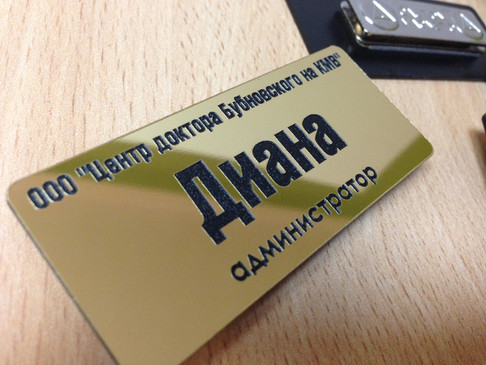 ООО "Центр доктора Бубновского на КМВ"
Диана
администратор